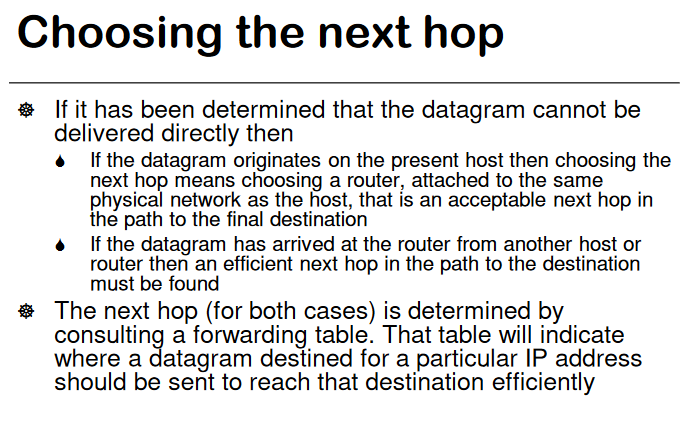 Choosing the next hop
If it has been determined that the datagram cannot be
delivered directly then
If the datagram originates on the present host then choosing the
next hop means choosing a router, attached to the same
physical network as the host, that is an acceptable next hop in
the path to the final destination
If the datagram has arrived at the router from another host or
router then an efficient next hop in the path to the destination
must be found
The next hop (for both cases) is determined by
consulting a forwarding table. That table will indicate
where a datagram destined for a particular IP address
should be sent to reach that destination efficiently